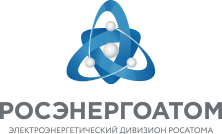 РОСЭНЕРГОАТОМ
ЭЛЕКТРОЭНЕРГЕТИЧЕСКИЙ ДИВИЗИОН РОСАТОМА